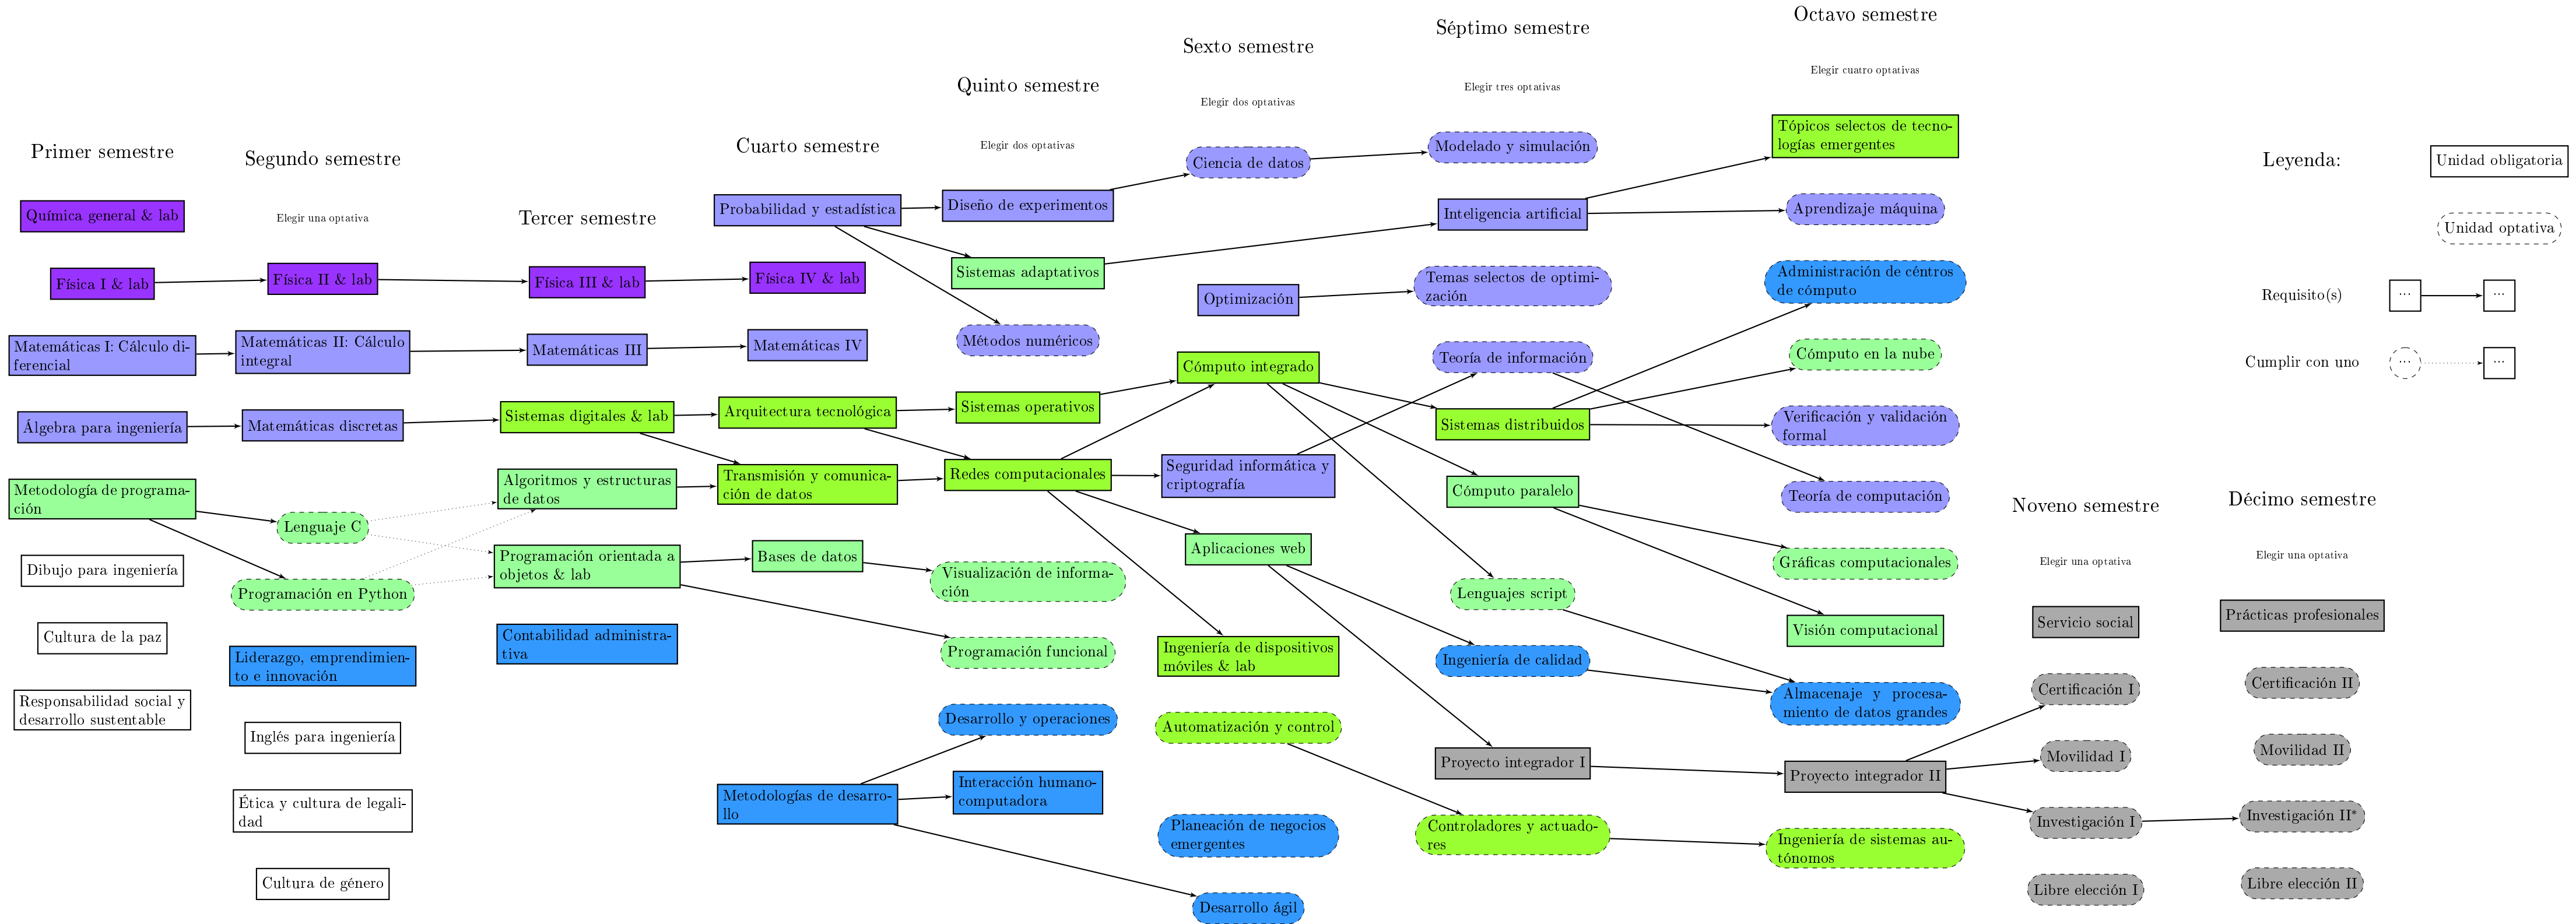 Primer semestre
Química general & lab
Física I & lab
Matemáticas I: Cálculo di-
ferencial
Álgebra para ingeniería
Metodología de programa-
ción
Dibujo para ingeniería
Cultura de la paz
Responsabilidad social y
desarrollo sustentable
Segundo semestre
Elegir una optativa
Física II & lab
Matemáticas II: Cálculo
integral
Matemáticas discretas
Lenguaje C
Programación en Python
Liderazgo, emprendimien-
to e innovación
Inglés para ingeniería
Ética y cultura de legali-
dad
Cultura de género
Tercer semestre
Física III & lab
Matemáticas III
Sistemas digitales & lab
Algoritmos y estructuras
de datos
Programación orientada a
objetos & lab
Contabilidad administra-
tiva
Cuarto semestre
Probabilidad y estadística
Física IV & lab
Matemáticas IV
Arquitectura tecnológica
Transmisión y comunica-
ción de datos
Bases de datos
Metodologías de desarro-
llo
Quinto semestre
Elegir dos optativas
Diseño de experimentos
Sistemas adaptativos
Métodos numéricos
Sistemas operativos
Redes computacionales
Visualización de informa-
ción
Programación funcional
Desarrollo y operaciones
Interacción humano-
computadora
Sexto semestre
Elegir dos optativas
Ciencia de datos
Optimización
Cómputo integrado
Seguridad informática y
criptografía
Aplicaciones web
Ingeniería de dispositivos
móviles & lab
Automatización y control
Planeación de negocios
emergentes
Desarrollo ágil
Séptimo semestre
Elegir tres optativas
Modelado y simulación
Inteligencia artificial
Temas selectos de optimi-
zación
Teoría de información
Sistemas distribuidos
Cómputo paralelo
Lenguajes script
Ingeniería de calidad
Proyecto integrador I
Controladores y actuado-
res
Octavo semestre
Elegir cuatro optativas
Tópicos selectos de tecno-
logías emergentes
Aprendizaje máquina
Administración de céntros
de cómputo
Cómputo en la nube
Verificación y validación
formal
Teoría de computación
Gráficas computacionales
Visión computacional
Almacenaje y procesa-
miento de datos grandes
Proyecto integrador II
Ingeniería de sistemas au-
tónomos
Noveno semestre
Elegir una optativa
Servicio social
Certificación I
Movilidad I
Investigación I
Libre elección I
Décimo semestre
Elegir una optativa
Prácticas profesionales
Certificación II
Movilidad II
Investigación II*
Libre elección II
Leyenda:
Unidad obligatoria
Unidad optativa
Requisito(s)
... ...
Cumplir con uno
... ...